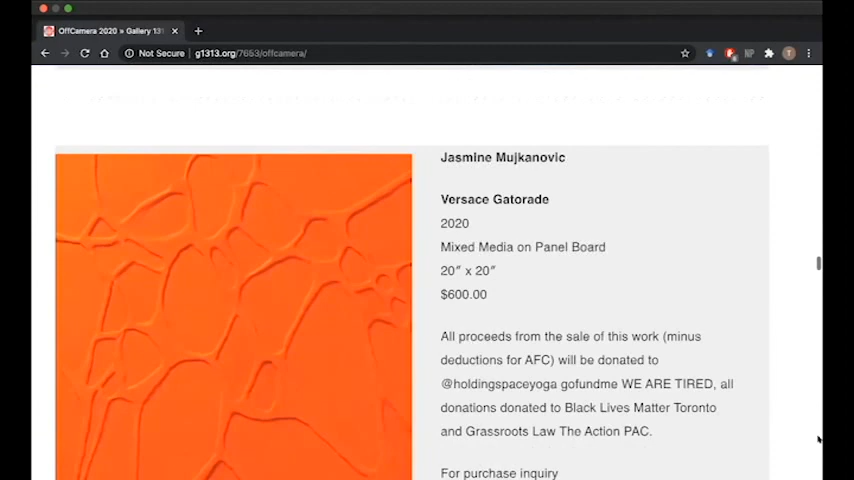 OffCamera 2020 » Gallery 131
Not Secure
g1313.org/7653/offcamera/
NP
T
Jasmine Mujkanovic
Versace Gatorade
2020
Mixed Media on Panel Board
20″ x 20″
$600.00
All proceeds from the sale of this work (minus
deductions for AFC) will be donated to
@holdingspaceyoga gofundme WE ARE TIRED, all
donations donated to Black Lives Matter Toronto
and Grassroots Law The Action PAC.
For purchase inquiry